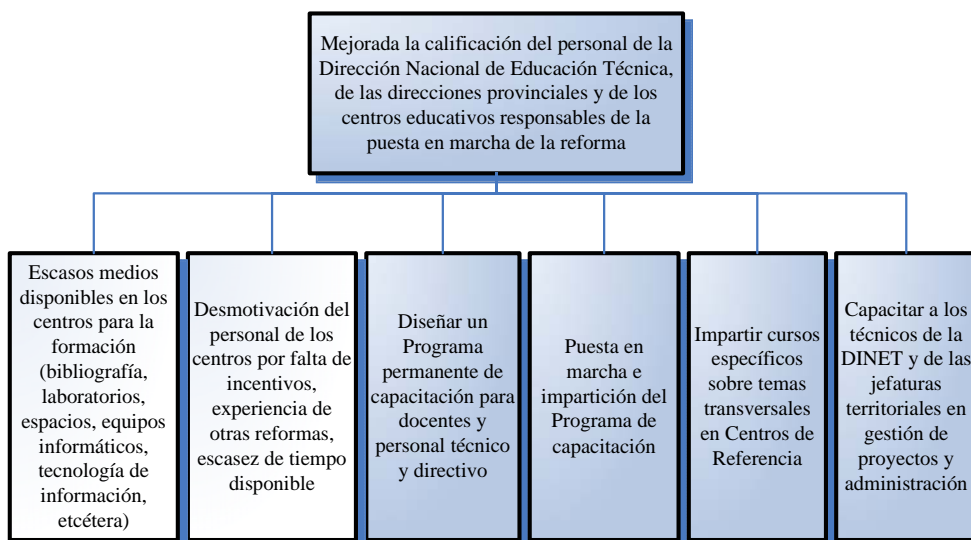 Mejorada la calificación del personal de la
Dirección Nacional de Educación Técnica,
de las direcciones provinciales y de los
centros educativos responsables de la
puesta en marcha de la reforma
Escasos medios
disponibles en los
centros para la
formación
(bibliografía,
laboratorios,
espacios, equipos
informáticos,
tecnología de
información,
etcétera)
Desmotivación del
personal de los
centros por falta de
incentivos,
experiencia de
otras reformas,
escasez de tiempo
disponible
Diseñar un
Programa
permanente de
capacitación para
docentes y
personal técnico
y directivo
Puesta en
marcha e
impartición del
Programa de
capacitación
Impartir cursos
específicos
sobre temas
transversales
en Centros de
Referencia
Capacitar a los
técnicos de la
DINET y de las
jefaturas
territoriales en
gestión de
proyectos y
administración